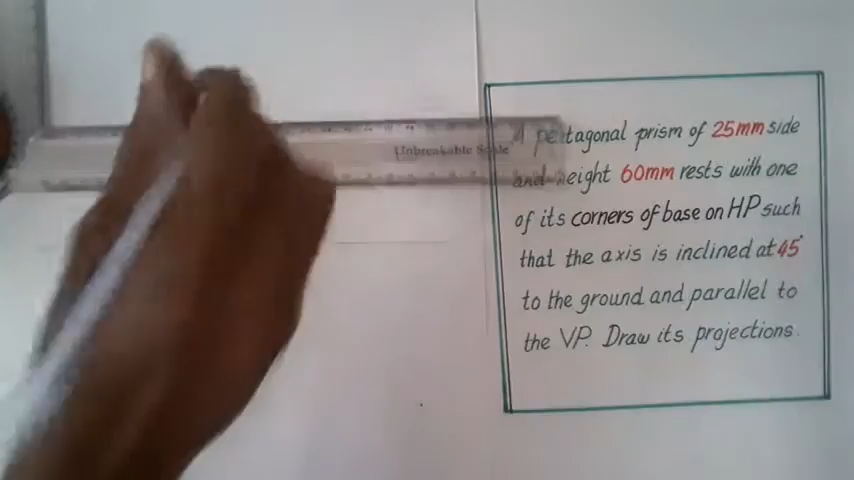 Unbreakable Scale
A pentagonal prism of 25mm side
and height 60mm rests with one
of its corners of base on HP such
that the axis is inclined at 45°
to the ground and parallel to
the VP. Draw its projections.